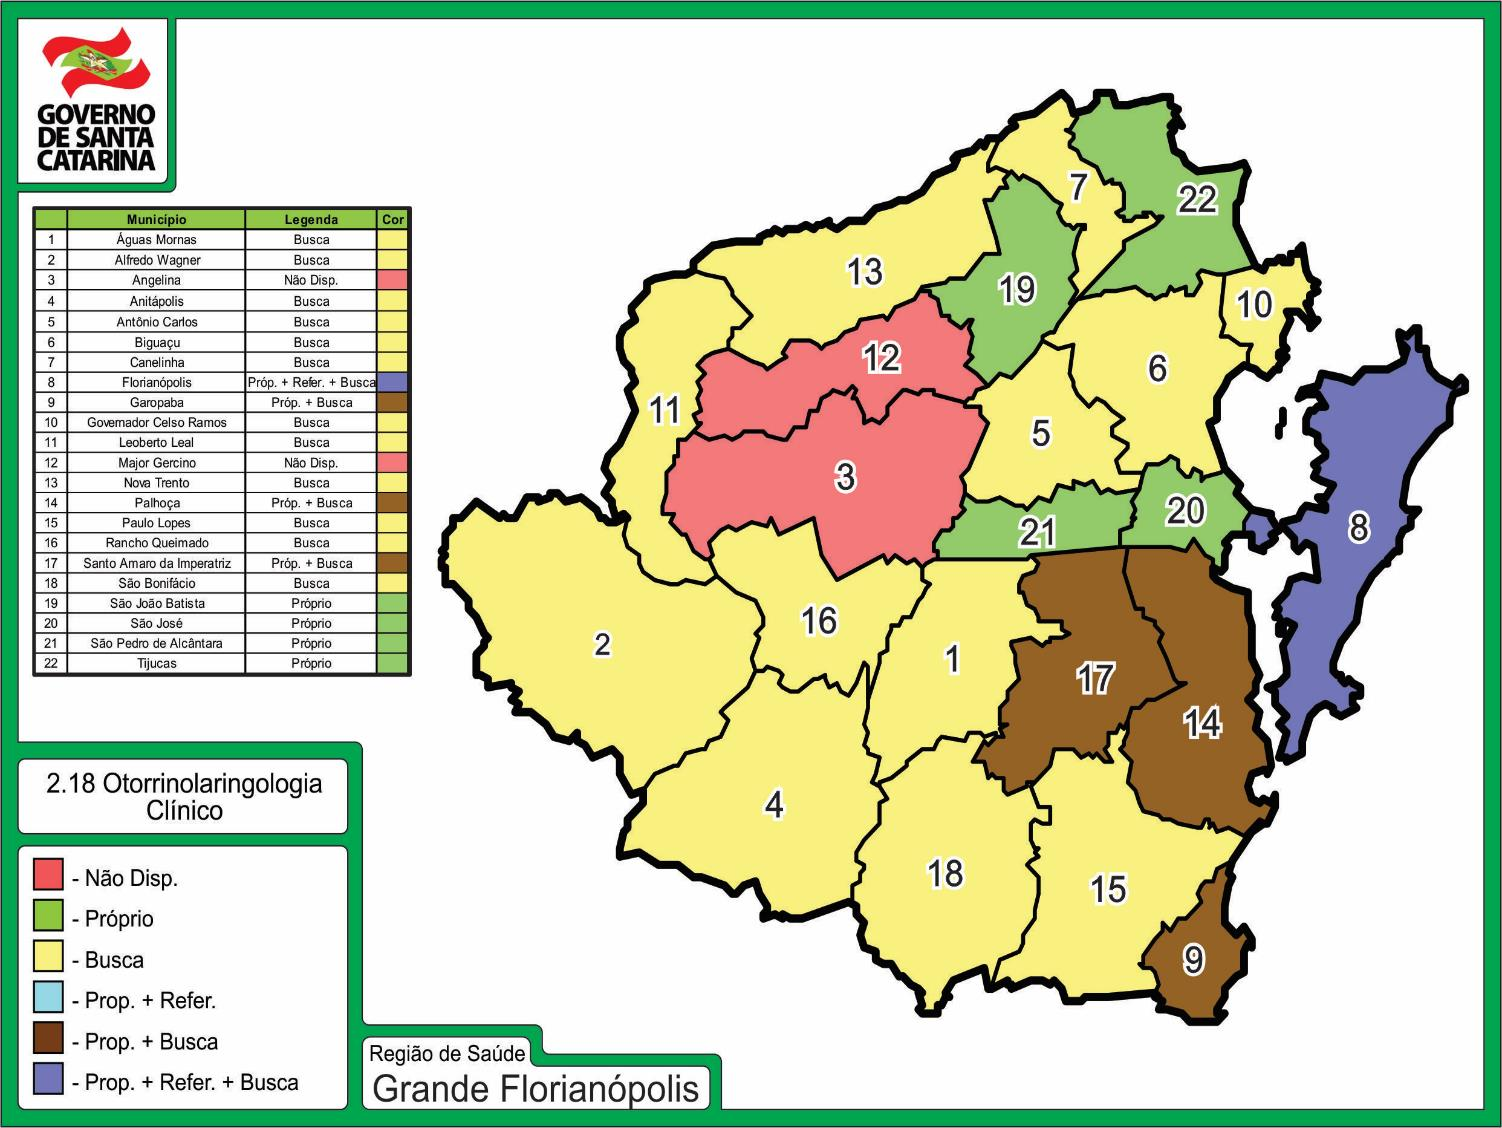 GOVERNO
DE SANTA
CATARINA
Município Legenda Cor
1 Águas Mornas Busca
2 Alfredo Wagner Busca
3 Angelina Não Disp.
4 Anitápolis Busca
5 Antônio Carlos Busca
6 Biguaçu Busca
7 Canelinha Busca
8 Florianópolis Próp. + Refer. + Busca
9 Garopaba Próp. + Busca
10 Governador Celso Ramos Busca
11 Leoberto Leal Busca
12 Major Gercino Não Disp.
13 Nova Trento Busca
14 Palhoça Próp. + Busca
15 Paulo Lopes Busca
16 Rancho Queimado Busca
17 Santo Amaro da Imperatriz Próp. + Busca
18 São Bonifácio Busca
19 São João Batista Próprio
20 São José Próprio
21 São Pedro de Alcântara Próprio
22 Tijucas Próprio
7
22
13
19
10
12
6
11
5
3
20
21
8
16
2
1
17
14
4
18
15
9
2.18 Otorrinolaringologia
Clínico
- Não Disp.
- Próprio
- Busca
- Prop. + Refer.
- Prop. + Busca
- Prop. + Refer. + Busca
Região de Saúde
Grande Florianópolis